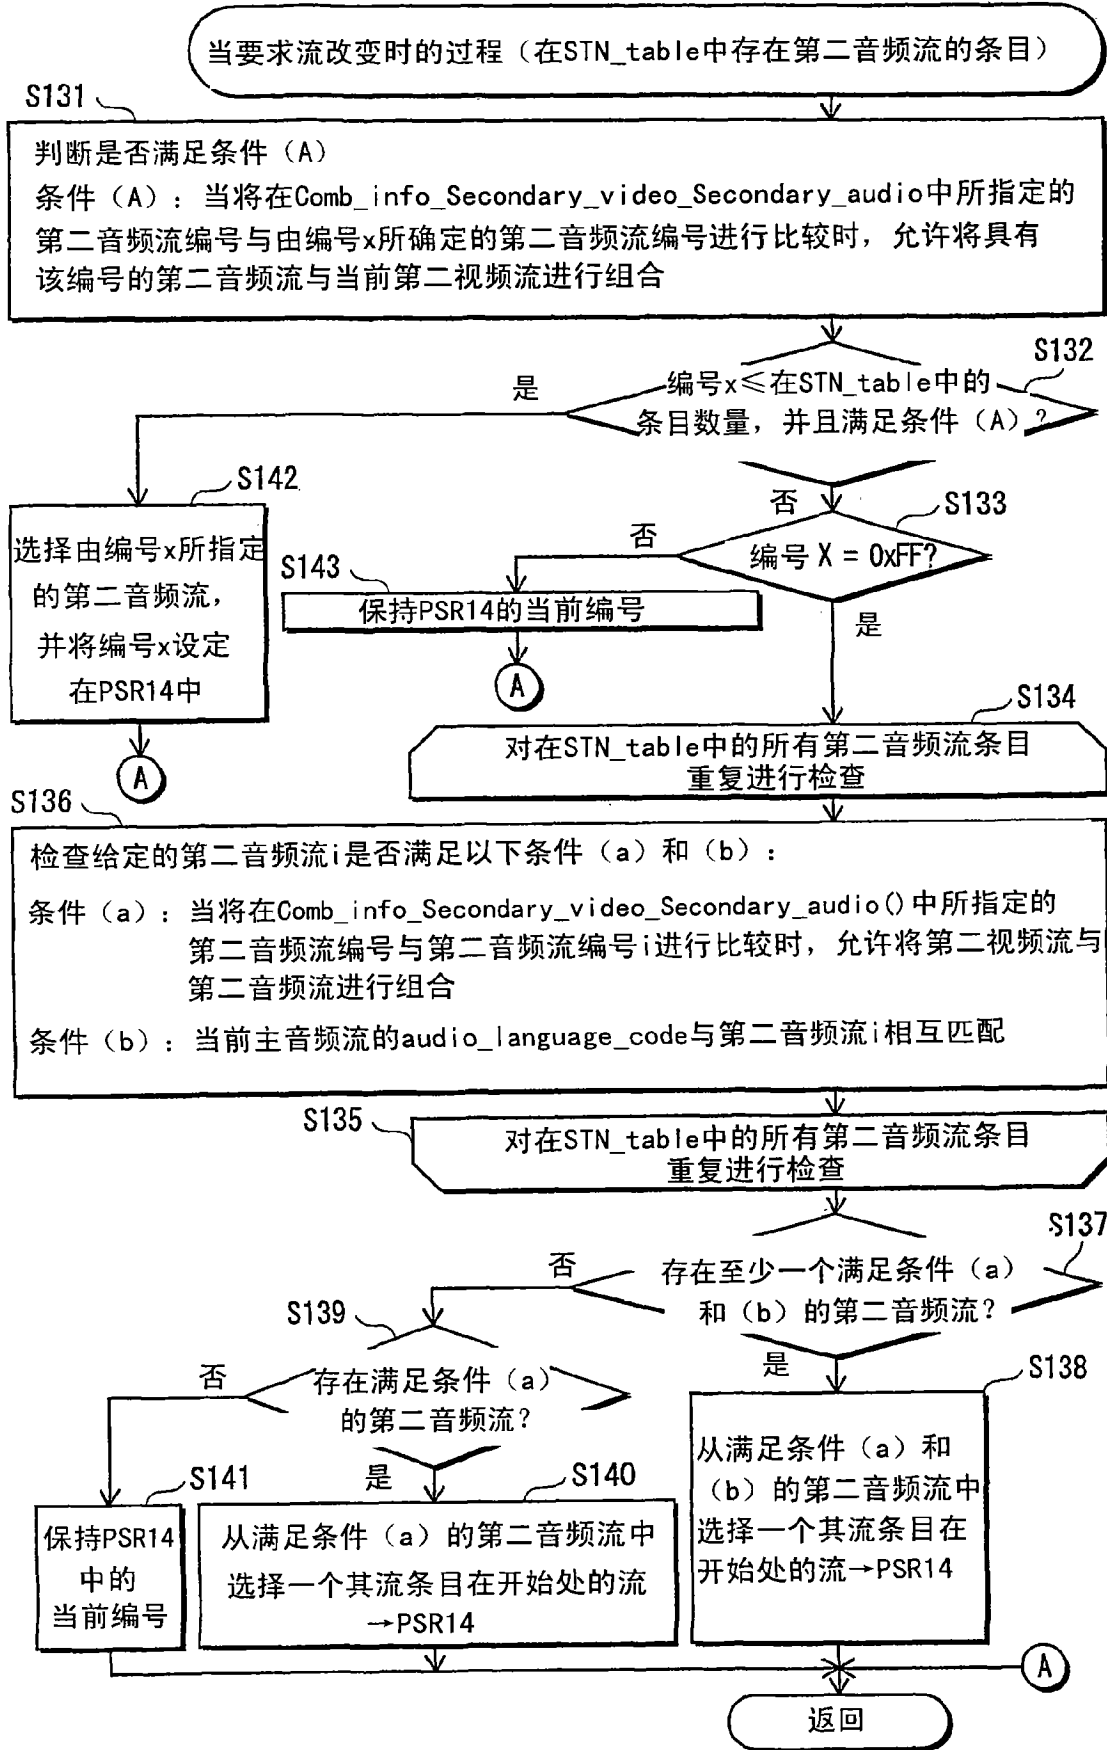 当要求流改变时的过程（在STN_table中存在第二音频流的条目）
S131
判断是否满足条件（A）
条件（A）：当将在Comb_info_Secondary_video_Secondary_audio中所指定的
第二音频流编号与由编号x所确定的第二音频流编号进行比较时，允许将具有
该编号的第二音频流与当前第二视频流进行组合
S132
编号x≤在STN_table中的
条目数量，并且满足条件（A）？
是
否
S142
选择由编号x所指定
的第二音频流，
并将编号x设定
在PSR14中
A
S133
编号 X = 0xFF?
否
是
S143
保持PSR14的当前编号
A
S134
对在STN_table中的所有第二音频流条目
重复进行检查
S136
检查给定的第二音频流i是否满足以下条件（a）和（b）：
条件（a）：当将在Comb_info_Secondary_video_Secondary_audio()中所指定的
第二音频流编号与第二音频流编号i进行比较时，允许将第二视频流与
第二音频流进行组合
条件（b）：当前主音频流的audio_language_code与第二音频流i相互匹配
S135
对在STN_table中的所有第二音频流条目
重复进行检查
S137
存在至少一个满足条件（a）
和（b）的第二音频流？
否
是
S139
存在满足条件（a）
的第二音频流？
否
是
S138
从满足条件（a）和
（b）的第二音频流中
选择一个其流条目在
开始处的流→PSR14
S141
保持PSR14
中的
当前编号
S140
从满足条件（a）的第二音频流中
选择一个其流条目在开始处的流
→PSR14
A
返回